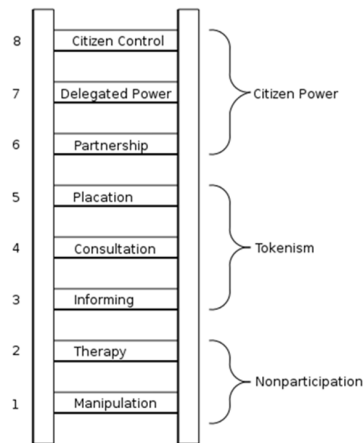 8 Citizen Control
7 Delegated Power
Citizen Power
6 Partnership
5 Placation
4 Consultation
Tokenism
3 Informing
2 Therapy
Nonparticipation
1 Manipulation